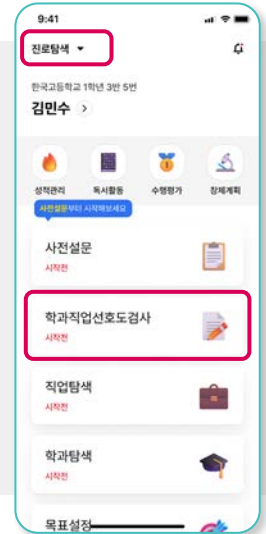 9:41
진로탐색
한국고등학교 1학년 3반 5번
김민수
성적관리 독서활동 수행평가 창체계획
사전설문부터 시작해보세요
사전설문
시작전
학과직업선호도검사
시작전
직업탐색
시작전
학과탐색
시작전
목표설정